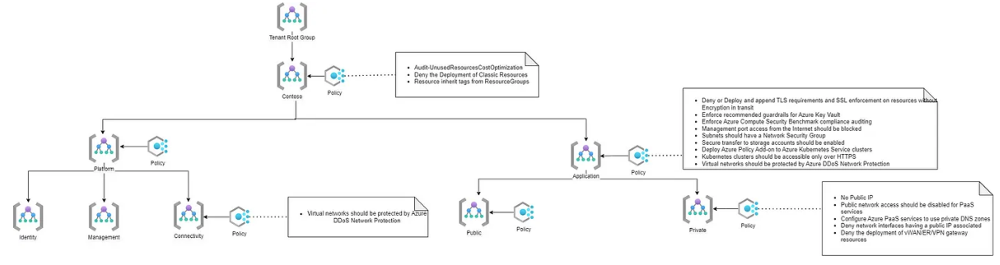 Tenant Root Group
Contoso
Policy
Audit-UnusedResourcesCostOptimization
Deny the Deployment of Classic Resources
Resource inherit tags from ResourceGroups
Platform
Policy
Application
Policy
Deny or Deploy and append TLS requirements and SSL enforcement on resources without
Encryption in transit
Enforce recommended guardrails for Azure Key Vault
Enforce Azure Compute Security Benchmark compliance auditing
Management port access from the Internet should be blocked
Subnets should have a Network Security Group
Secure transfer to storage accounts should be enabled
Deploy Azure Policy Add-on to Azure Kubernetes Service clusters
Kubernetes clusters should be accessible only over HTTPS
Virtual networks should be protected by Azure DDoS Network Protection
Identity
Management
Connectivity
Policy
Virtual networks should be protected by Azure
DDoS Network Protection
Public
Policy
Private
Policy
No Public IP
Public network access should be disabled for PaaS
services
Configure Azure PaaS services to use private DNS zones
Deny network interfaces having a public IP associated
Deny the deployment of vWAN/ER/VPN gateway
resources